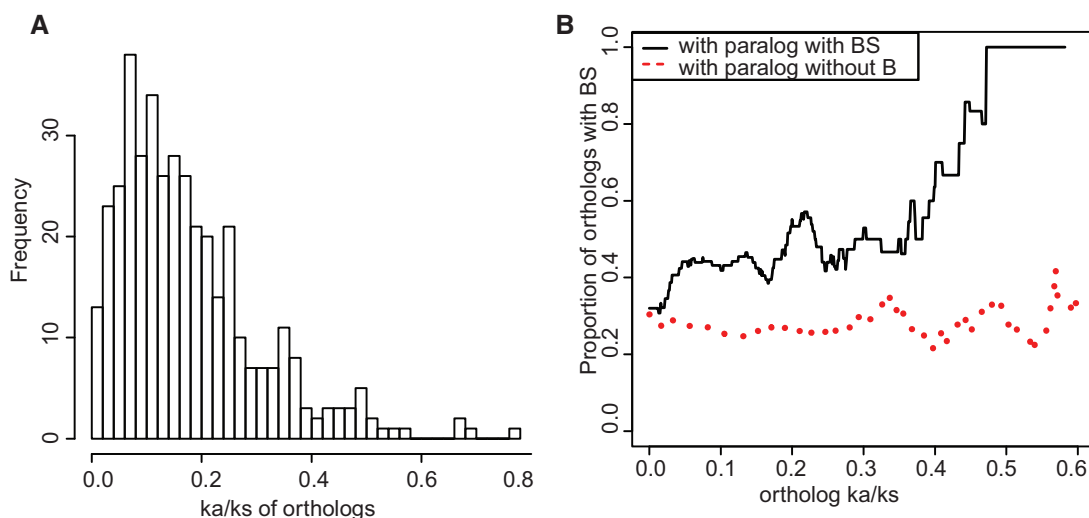 A
Frequency
30
20
10
0
0.0 0.2 0.4 0.6 0.8
ka/ks of orthologs
B
with paralog with BS
with paralog without B
Proportion of orthologs with BS
1.0
0.8
0.6
0.4
0.2
0.0
0.0 0.1 0.2 0.3 0.4 0.5 0.6
ortholog ka/ks